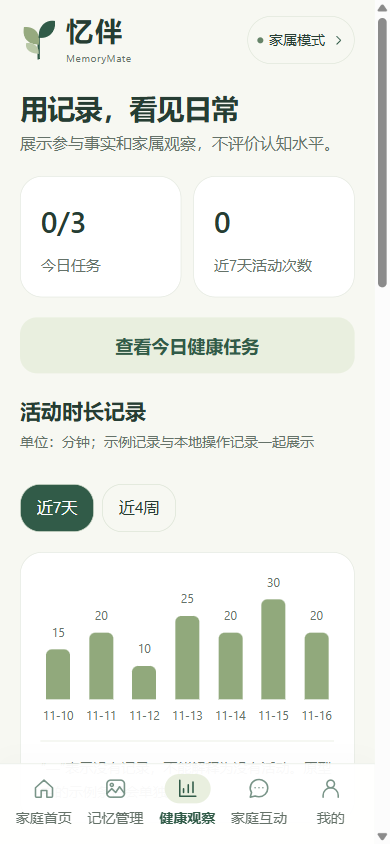 忆伴
MemoryMate
家属模式
用记录，看见日常
展示参与事实和家属观察，不评价认知水平。
0/3
今日任务
0
近7天活动次数
查看今日健康任务
活动时长记录
单位：分钟；示例记录与本地操作记录一起展示
近7天
近4周
15
20
10
25
20
30
20
11-10
11-11
11-12
11-13
11-14
11-15
11-16
家庭首页
记忆管理
健康观察
家庭互动
我的